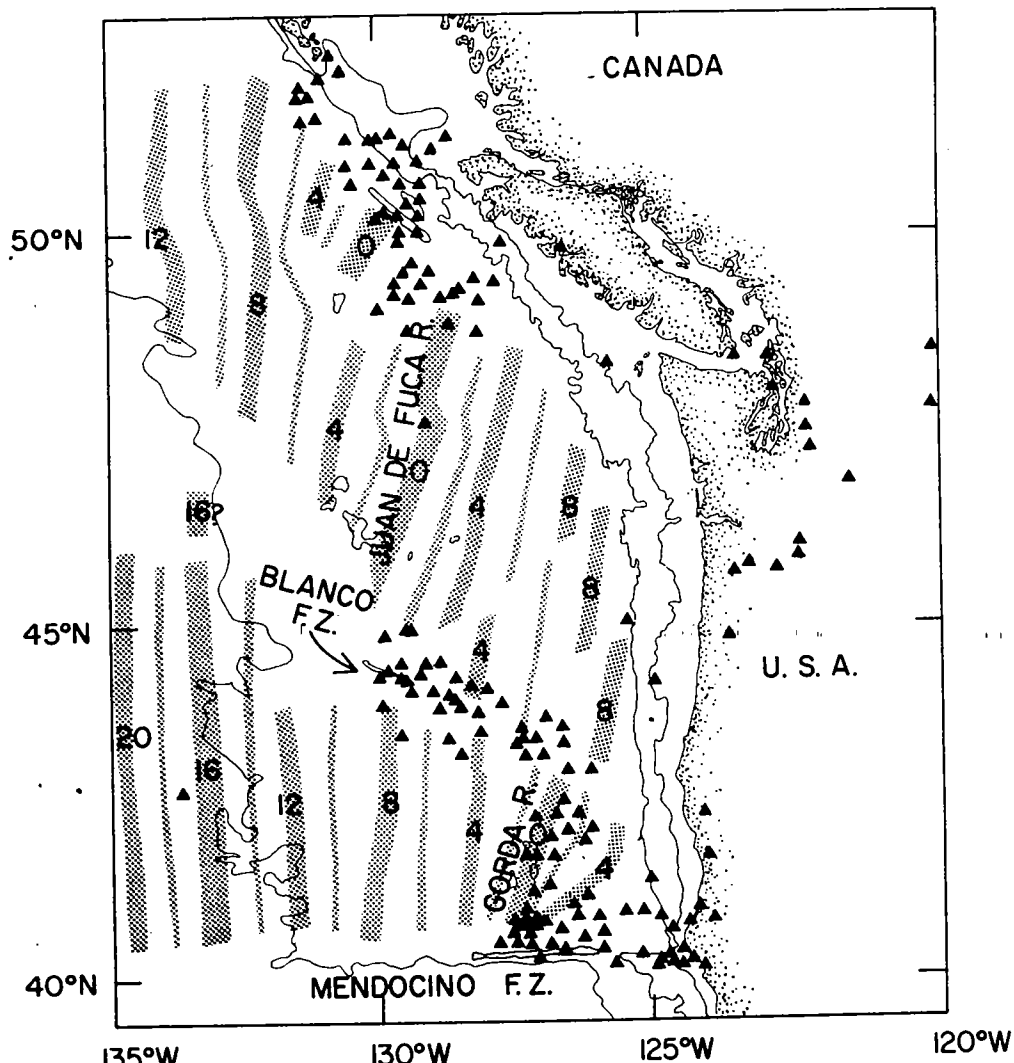 CANADA
4
50°N
12
0
8
JUAN DE FUCA R.
4
0
16?
4
8
BLANCO
F.Z.
8
45°N
4
U. S. A.
8
20
16
12
8
4
GORDA R.
0
4
40°N
MENDOCINO F.Z.
135°W
130°W
125°W
120°W